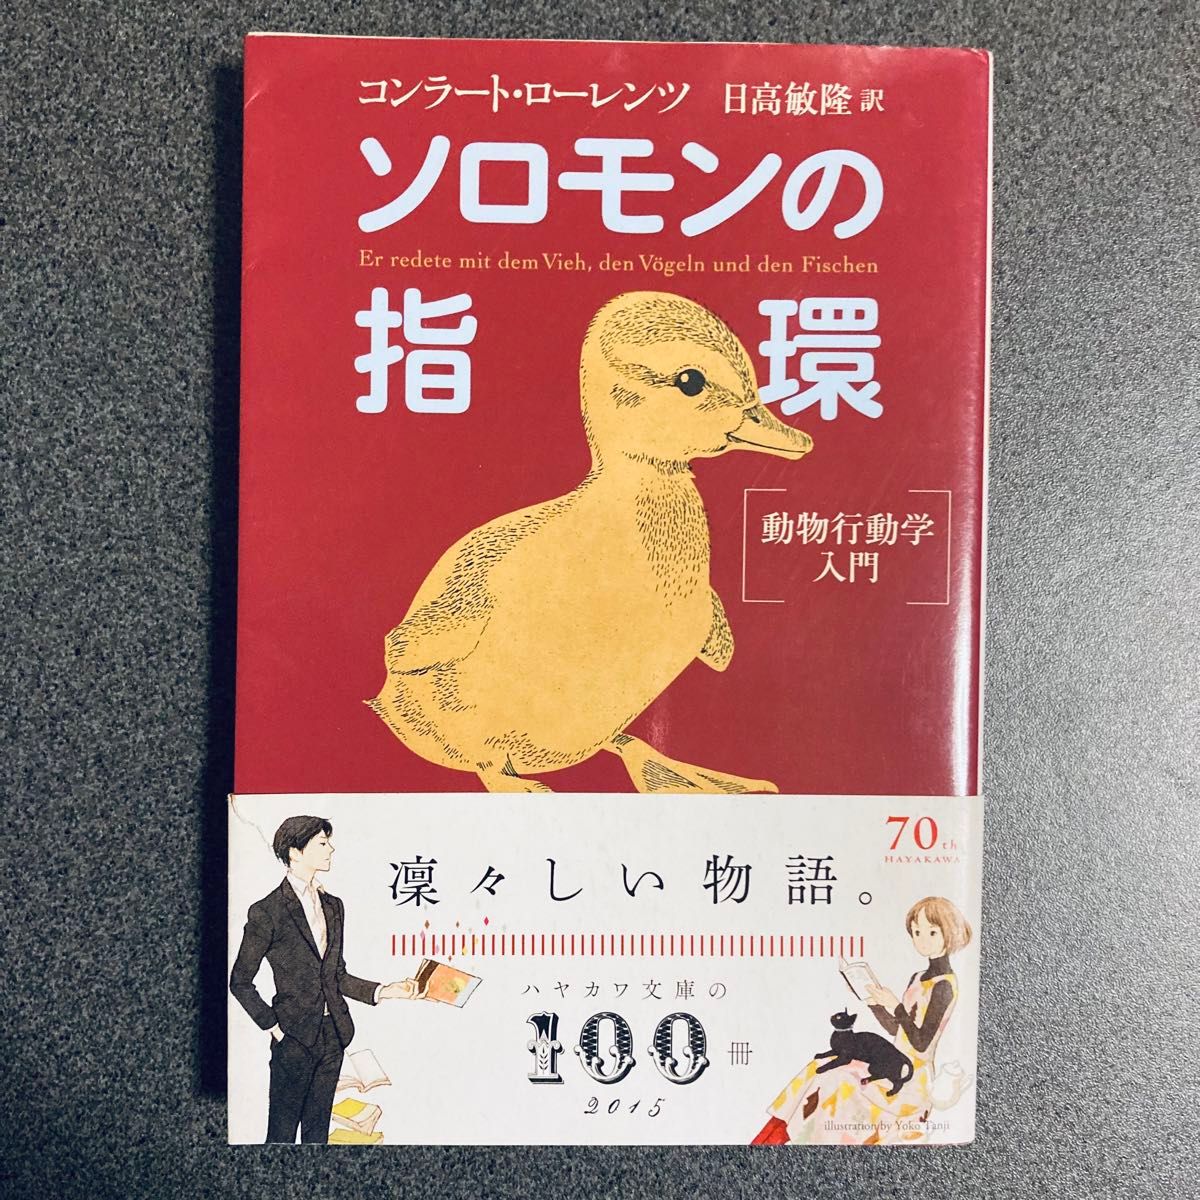 コンラート・ローレンツ 日高敏隆 訳
ソロモンの
Er redete mit dem Vieh, den Vögeln und den Fischen
指環
動物行動学
入門
70th
HAYAKAWA
凜々しい物語。
ハヤカワ文庫の
100冊
2015
illustration by Yoko Tanji